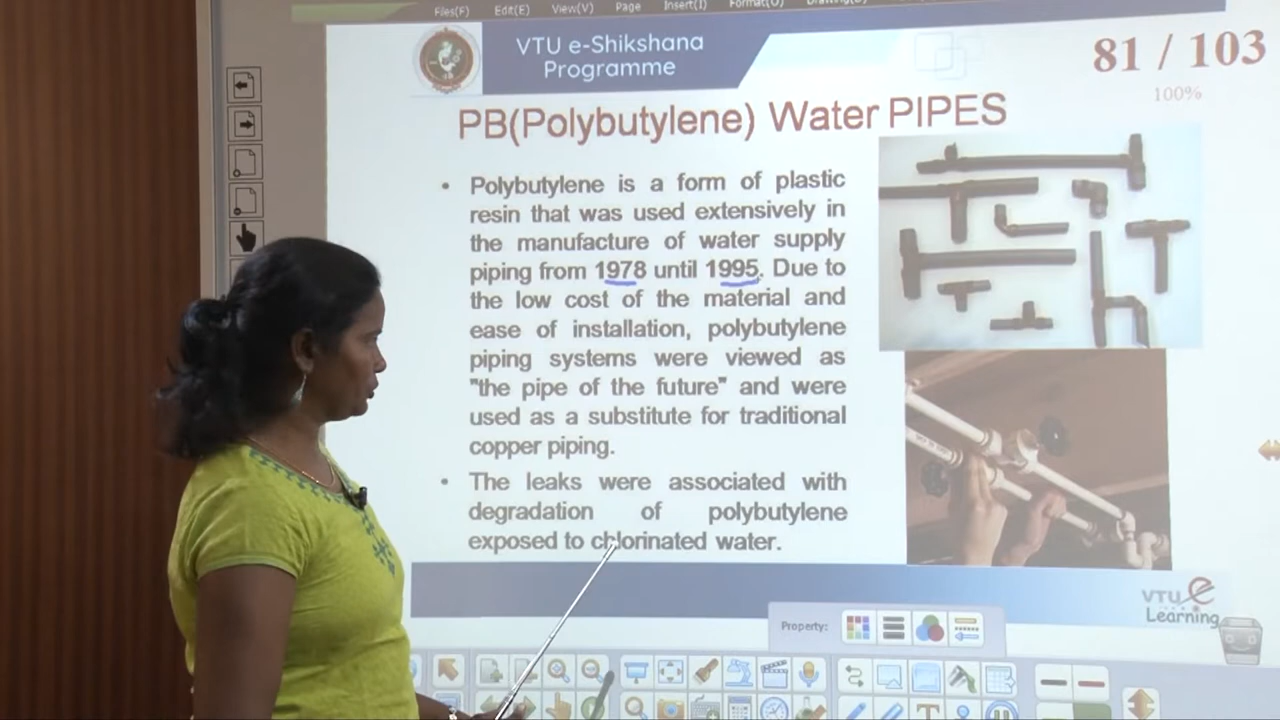 Files(F) Edit(E) View(V) Page Insert(I) Format(O)
VTU e-Shikshana
Programme
81 / 103
100%
PB(Polybutylene) Water PIPES
• Polybutylene is a form of plastic
resin that was used extensively in
the manufacture of water supply
piping from 1978 until 1995. Due to
the low cost of the material and
ease of installation, polybutylene
piping systems were viewed as
"the pipe of the future" and were
used as a substitute for traditional
copper piping.
• The leaks were associated with
degradation of polybutylene
exposed to chlorinated water.
VTU e
Learning
Property: